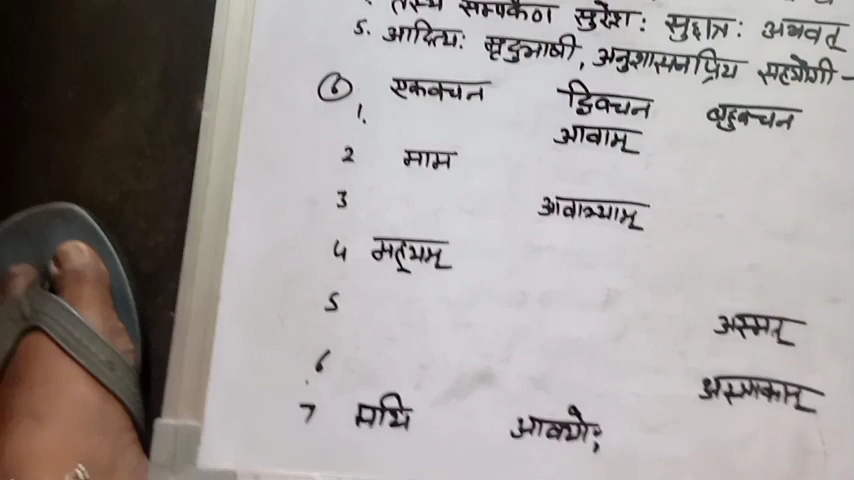 तस्य सम्पर्केण सुरेशः सुछात्रः अभवत्
5. आदित्यः मृदुभाषी, अनुशासनप्रिय सहयोगी -
⑥ एकवचन द्विवचन बहुवचन
1. आवाम्
2 माम
3 आवाभ्याम्
4 मह्यम्
5 अस्मत्
6 अस्माकम्
7 मयि आवयोः